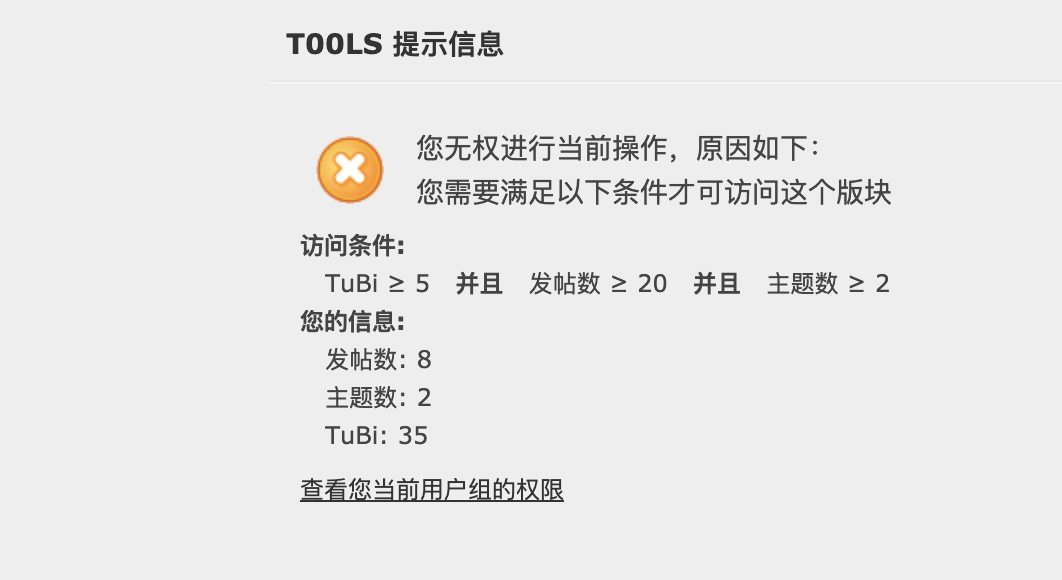 T00LS 提示信息
您无权进行当前操作，原因如下：
您需要满足以下条件才可访问这个版块
访问条件:
TuBi ≥ 5 并且 发帖数 ≥ 20 并且 主题数 ≥ 2
您的信息:
发帖数: 8
主题数: 2
TuBi: 35
查看您当前用户组的权限